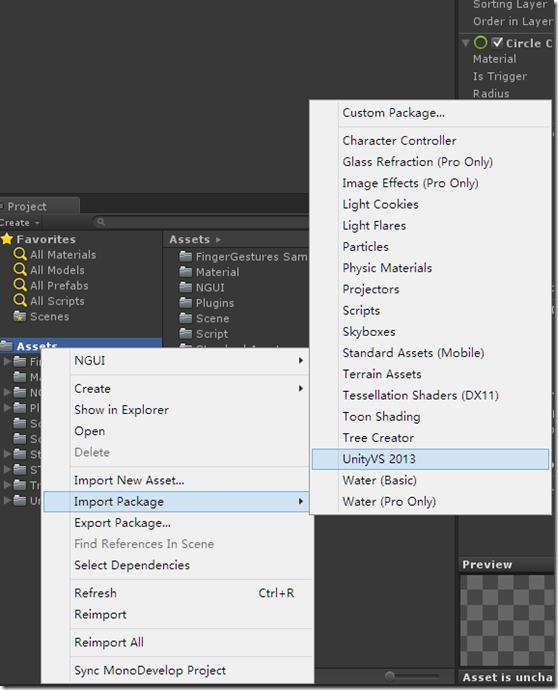 Sorting Layer
Order in Layer
Circle C
Material
Is Trigger
Radius
Custom Package...
Character Controller
Glass Refraction (Pro Only)
Image Effects (Pro Only)
Light Cookies
Light Flares
Particles
Physic Materials
Projectors
Scripts
Skyboxes
Standard Assets (Mobile)
Terrain Assets
Tessellation Shaders (DX11)
Toon Shading
Tree Creator
UnityVS 2013
Water (Basic)
Water (Pro Only)
Project
Create
Favorites
All Materials
All Models
All Prefabs
All Scripts
Scenes
Assets
Assets
FingerGestures Sam
Material
NGUI
Plugins
Scene
Script
NGUI
Create
Show in Explorer
Open
Delete
Import New Asset...
Import Package
Export Package...
Find References In Scene
Select Dependencies
Refresh Ctrl+R
Reimport
Reimport All
Sync MonoDevelop Project
Preview
Asset is uncha